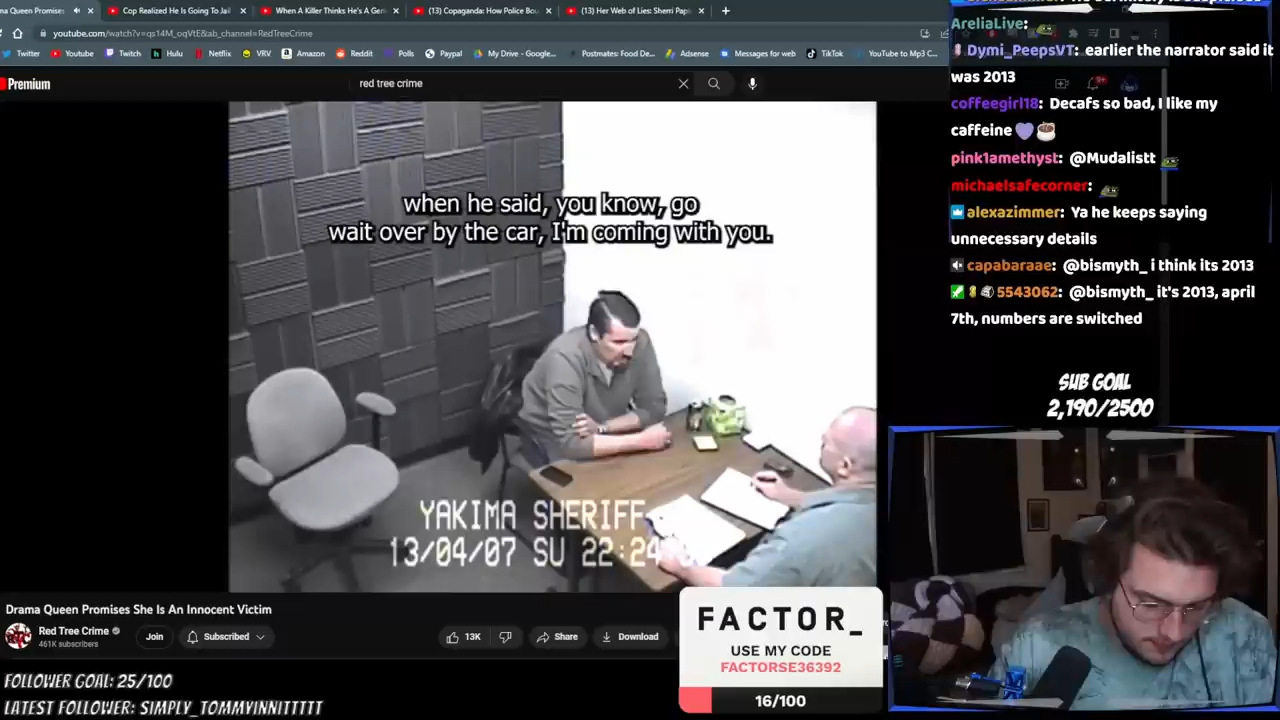 ma Queen Promises
Cop Realized He Is Going To Jail
When A Killer Thinks He's A Gen
(13) Copaganda: How Police Bou
(13) Her Web of Lies: Sherri Pap
youtube.com/watch?v=qs14M_oqVtE&ab_channel=RedTreeCrime
Twitter
YouTube
Hulu
Netflix
VRV
Amazon
Reddit
Polls
Paypal
My Drive - Google...
Postmates: Food De...
Adsense
Messages for web
TikTok
YouTube to Mp3 C...
Premium
red tree crime
when he said, you know, go
wait over by the car, I'm coming with you.
YAKIMA SHERIFF
13/04/07 SU 22:24
Drama Queen Promises She Is An Innocent Victim
Red Tree Crime
461K subscribers
Join
Subscribed
13K
Share
Download
FOLLOWER GOAL: 25/100
LATEST FOLLOWER: SIMPLY_TOMMYINNITTTTT
FACTOR_
USE MY CODE
FACTORSE36392
16/100
AreliaLive:
Dymi_PeepsVT: earlier the narrator said it
was 2013
coffeegirl18: Decafs so bad, I like my
caffeine
pink1amethyst: @Mudalistt
michaelsafecorner:
alexazimmer: Ya he keeps saying
unnecessary details
capabaraae: @bismyth_ i think its 2013
5543062: @bismyth_ it's 2013, april
7th, numbers are switched
SUB GOAL
2,190/2500